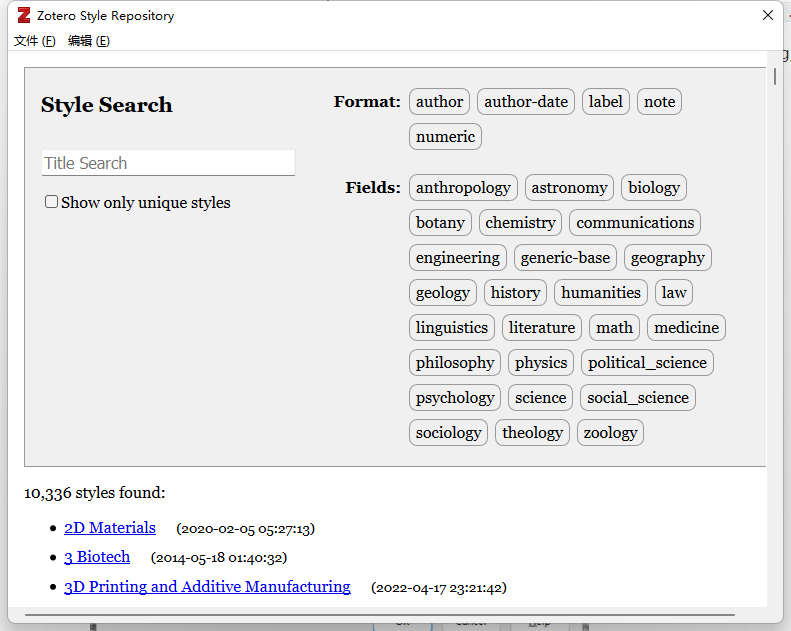 Zotero Style Repository
文件 (F) 编辑 (E)
Style Search
Title Search
Show only unique styles
Format: author author-date label note
numeric
Fields: anthropology astronomy biology
botany chemistry communications
engineering generic-base geography
geology history humanities law
linguistics literature math medicine
philosophy physics political_science
psychology science social_science
sociology theology zoology
10,336 styles found:
2D Materials (2020-02-05 05:27:13)
3 Biotech (2014-05-18 01:40:32)
3D Printing and Additive Manufacturing (2022-04-17 23:21:42)